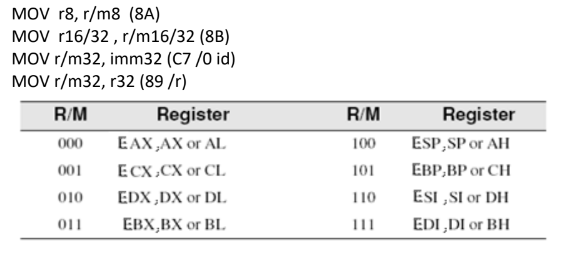 MOV r8, r/m8 (8A)
MOV r16/32 , r/m16/32 (8B)
MOV r/m32, imm32 (C7 /0 id)
MOV r/m32, r32 (89 /r)
R/M Register R/M Register
000 EAX,AX or AL 100 ESP,SP or AH
001 ECX,CX or CL 101 EBP,BP or CH
010 EDX,DX or DL 110 ESI,SI or DH
011 EBX,BX or BL 111 EDI,DI or BH